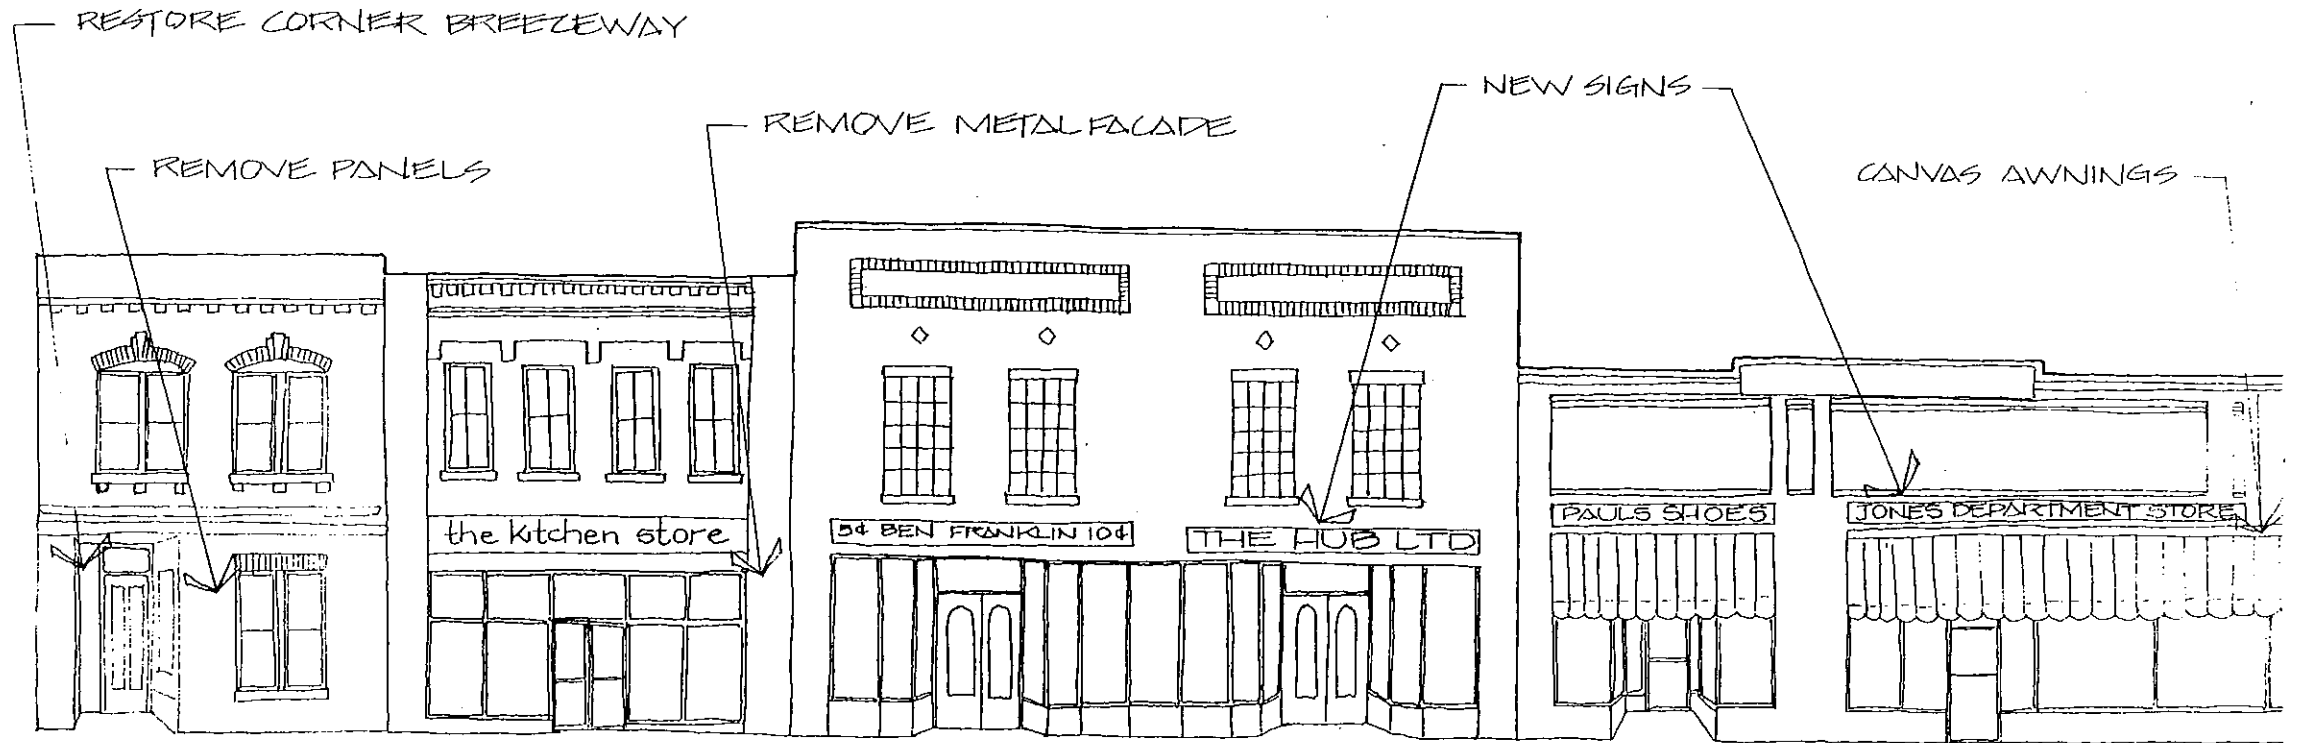 RESTORE CORNER BREEZEWAY
NEW SIGNS
REMOVE METAL FACADE
REMOVE PANELS
CANVAS AWNINGS
the kitchen store
5¢ BEN FRANKLIN 10¢
THE HUB LTD
PAULS SHOES
JONES DEPARTMENT STORE